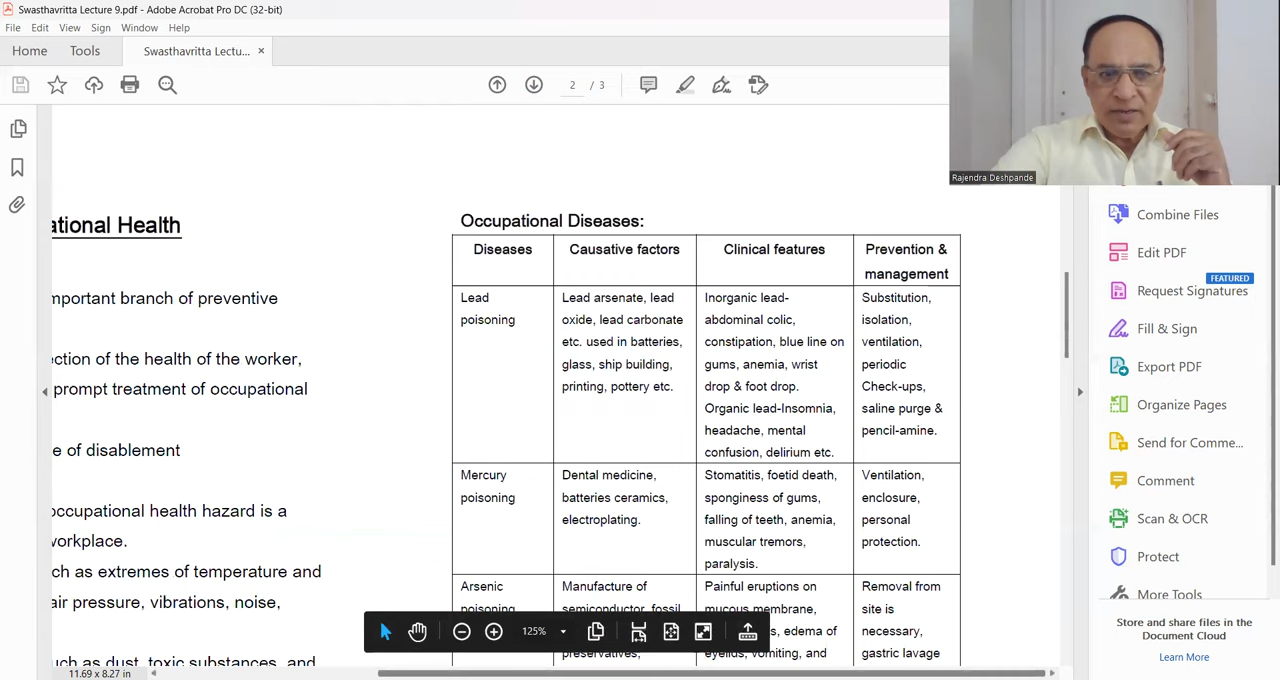 Swasthavritta Lecture 9.pdf - Adobe Acrobat Pro DC (32-bit)
File Edit View Sign Window Help
Home Tools Swasthavritta Lectu... ×
2 / 3
Rajendra Deshpande
ational Health
mportant branch of preventive
ection of the health of the worker,
prompt treatment of occupational
e of disablement
occupational health hazard is a
workplace.
ch as extremes of temperature and
air pressure, vibrations, noise,
uch as dust, toxic substances, and
11.69 x 8.27 in
Occupational Diseases:
Diseases
Causative factors
Clinical features
Prevention &
management
Lead
poisoning
Lead arsenate, lead
oxide, lead carbonate
etc. used in batteries,
glass, ship building,
printing, pottery etc.
Inorganic lead-
abdominal colic,
constipation, blue line on
gums, anemia, wrist
drop & foot drop.
Organic lead-Insomnia,
headache, mental
confusion, delirium etc.
Substitution,
isolation,
ventilation,
periodic
Check-ups,
saline purge &
pencil-amine.
Mercury
poisoning
Dental medicine,
batteries ceramics,
electroplating.
Stomatitis, foetid death,
sponginess of gums,
falling of teeth, anemia,
muscular tremors,
paralysis.
Ventilation,
enclosure,
personal
protection.
Arsenic
poisoning
Manufacture of
semiconductor, fossil
preservatives,
Painful eruptions on
mucous membrane,
edema of
eyelids, vomiting, and
Removal from
site is
necessary,
gastric lavage
125%
Combine Files
Edit PDF
FEATURED
Request Signatures
Fill & Sign
Export PDF
Organize Pages
Send for Comme...
Comment
Scan & OCR
Protect
More Tools
Store and share files in the
Document Cloud
Learn More